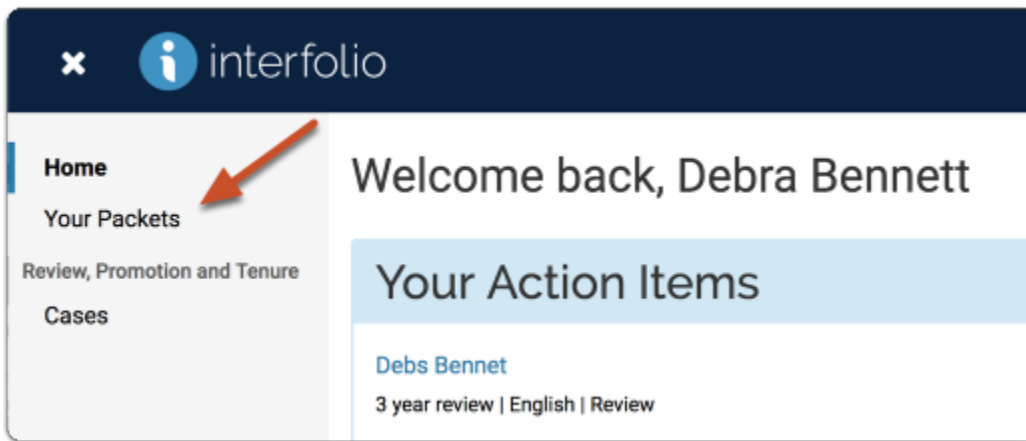 interfolio
Home
Your Packets
Review, Promotion and Tenure
Cases
Welcome back, Debra Bennett
Your Action Items
Debs Bennet
3 year review | English | Review